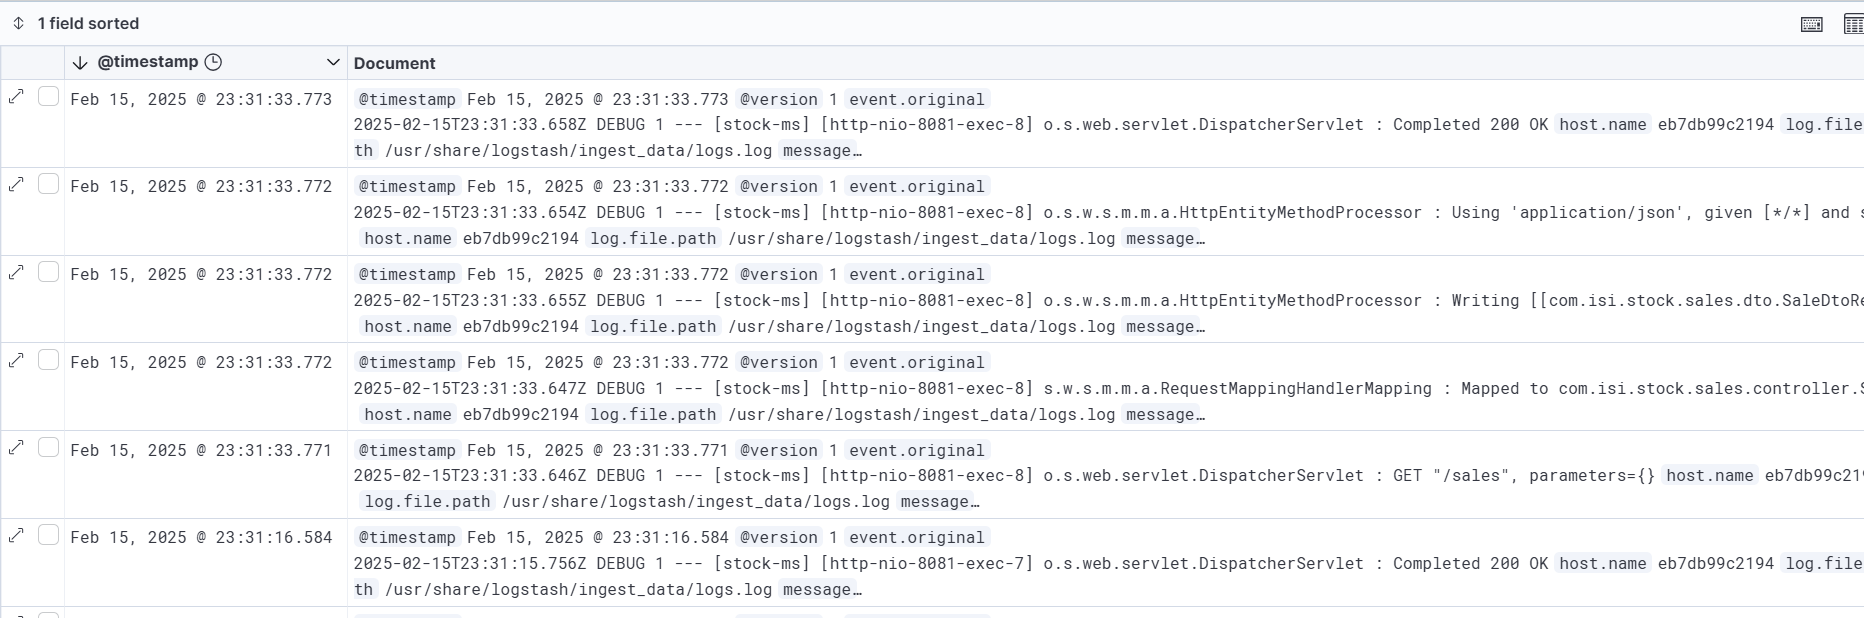 1 field sorted
@timestamp Document
Feb 15, 2025 @ 23:31:33.773 @timestamp Feb 15, 2025 @ 23:31:33.773 @version 1 event.original
2025-02-15T23:31:33.658Z DEBUG 1 --- [stock-ms] [http-nio-8081-exec-8] o.s.web.servlet.DispatcherServlet : Completed 200 OK host.name eb7db99c2194 log.file
th /usr/share/logstash/ingest_data/logs.log message…
Feb 15, 2025 @ 23:31:33.772 @timestamp Feb 15, 2025 @ 23:31:33.772 @version 1 event.original
2025-02-15T23:31:33.654Z DEBUG 1 --- [stock-ms] [http-nio-8081-exec-8] o.s.w.s.m.m.a.HttpEntityMethodProcessor : Using 'application/json', given [*/*] and s
host.name eb7db99c2194 log.file.path /usr/share/logstash/ingest_data/logs.log message…
Feb 15, 2025 @ 23:31:33.772 @timestamp Feb 15, 2025 @ 23:31:33.772 @version 1 event.original
2025-02-15T23:31:33.655Z DEBUG 1 --- [stock-ms] [http-nio-8081-exec-8] o.s.w.s.m.m.a.HttpEntityMethodProcessor : Writing [[com.isi.stock.sales.dto.SaleDtoRe
host.name eb7db99c2194 log.file.path /usr/share/logstash/ingest_data/logs.log message…
Feb 15, 2025 @ 23:31:33.772 @timestamp Feb 15, 2025 @ 23:31:33.772 @version 1 event.original
2025-02-15T23:31:33.647Z DEBUG 1 --- [stock-ms] [http-nio-8081-exec-8] s.w.s.m.m.a.RequestMappingHandlerMapping : Mapped to com.isi.stock.sales.controller.S
host.name eb7db99c2194 log.file.path /usr/share/logstash/ingest_data/logs.log message…
Feb 15, 2025 @ 23:31:33.771 @timestamp Feb 15, 2025 @ 23:31:33.771 @version 1 event.original
2025-02-15T23:31:33.646Z DEBUG 1 --- [stock-ms] [http-nio-8081-exec-8] o.s.web.servlet.DispatcherServlet : GET "/sales", parameters={} host.name eb7db99c219
log.file.path /usr/share/logstash/ingest_data/logs.log message…
Feb 15, 2025 @ 23:31:16.584 @timestamp Feb 15, 2025 @ 23:31:16.584 @version 1 event.original
2025-02-15T23:31:15.756Z DEBUG 1 --- [stock-ms] [http-nio-8081-exec-7] o.s.web.servlet.DispatcherServlet : Completed 200 OK host.name eb7db99c2194 log.file
th /usr/share/logstash/ingest_data/logs.log message…